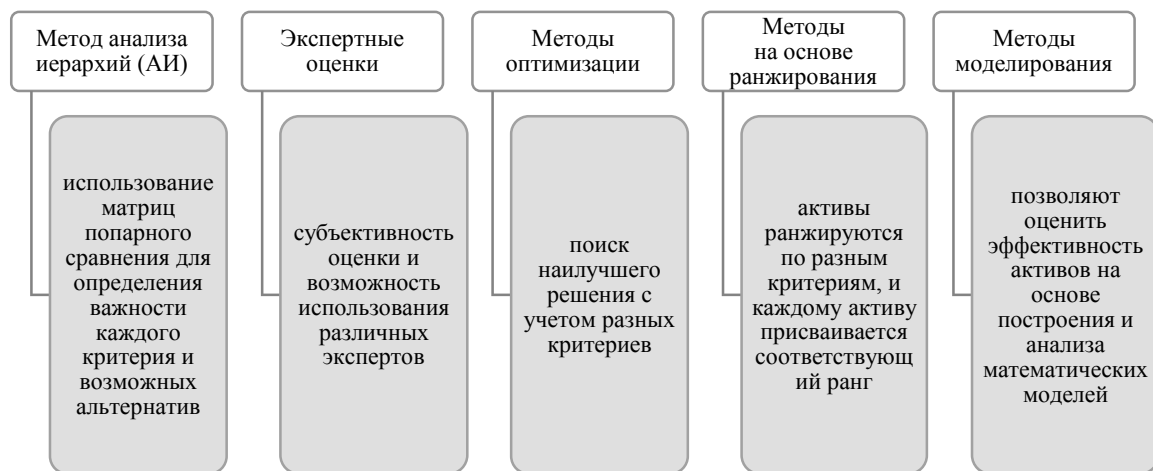 Метод анализа
иерархий (АИ)
использование
матриц
попарного
сравнения для
определения
важности
каждого
критерия и
возможных
альтернатив
Экспертные
оценки
субъективность
оценки и
возможность
использования
различных
экспертов
Методы
оптимизации
поиск
наилучшего
решения с
учетом разных
критериев
Методы
на основе
ранжирования
активы
ранжируются
по разным
критериям, и
каждому активу
присваивается
соответствующ
ий ранг
Методы
моделирования
позволяют
оценить
эффективность
активов на
основе
построения и
анализа
математических
моделей